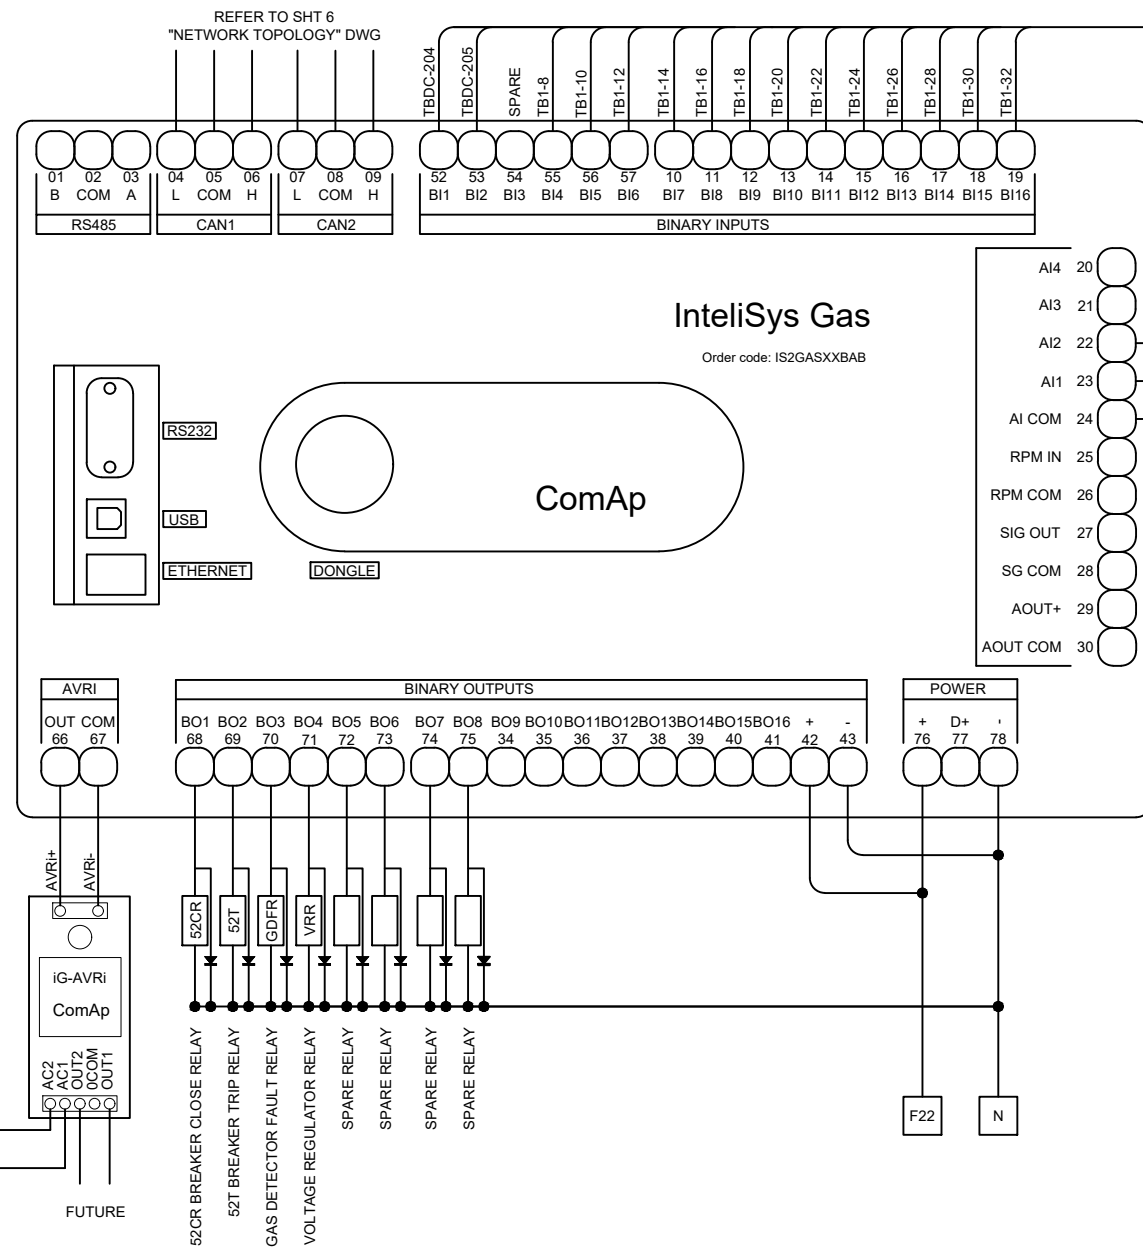 REFER TO SHT 6
"NETWORK TOPOLOGY" DWG
TBDC-204
TBDC-205
SPARE
TB1-8
TB1-10
TB1-12
TB1-14
TB1-16
TB1-18
TB1-20
TB1-22
TB1-24
TB1-26
TB1-28
TB1-30
TB1-32
01 02 03
B COM A
RS485
04 05 06
L COM H
CAN1
07 08 09
L COM H
CAN2
52 53 54 55 56 57 10 11 12 13 14 15 16 17 18 19
BI1 BI2 BI3 BI4 BI5 BI6 BI7 BI8 BI9 BI10 BI11 BI12 BI13 BI14 BI15 BI16
BINARY INPUTS
AI4 20
AI3 21
AI2 22
AI1 23
AI COM 24
RPM IN 25
RPM COM 26
SIG OUT 27
SG COM 28
AOUT+ 29
AOUT COM 30
InteliSys Gas
Order code: IS2GASXXBAB
RS232
USB
ETHERNET
DONGLE
ComAp
AVRI
OUT COM
66 67
BINARY OUTPUTS
BO1 BO2 BO3 BO4 BO5 BO6 BO7 BO8 BO9 BO10 BO11 BO12 BO13 BO14 BO15 BO16 + -
68 69 70 71 72 73 74 75 34 35 36 37 38 39 40 41 42 43
POWER
+ D+ -
76 77 78
AVRi+
AVRi-
iG-AVRi
ComAp
AC2
AC1
OUT2
0COM
OUT1
FUTURE
52CR
52T
GDFR
VRR
52CR BREAKER CLOSE RELAY
52T BREAKER TRIP RELAY
GAS DETECTOR FAULT RELAY
VOLTAGE REGULATOR RELAY
SPARE RELAY
SPARE RELAY
SPARE RELAY
SPARE RELAY
F22
N